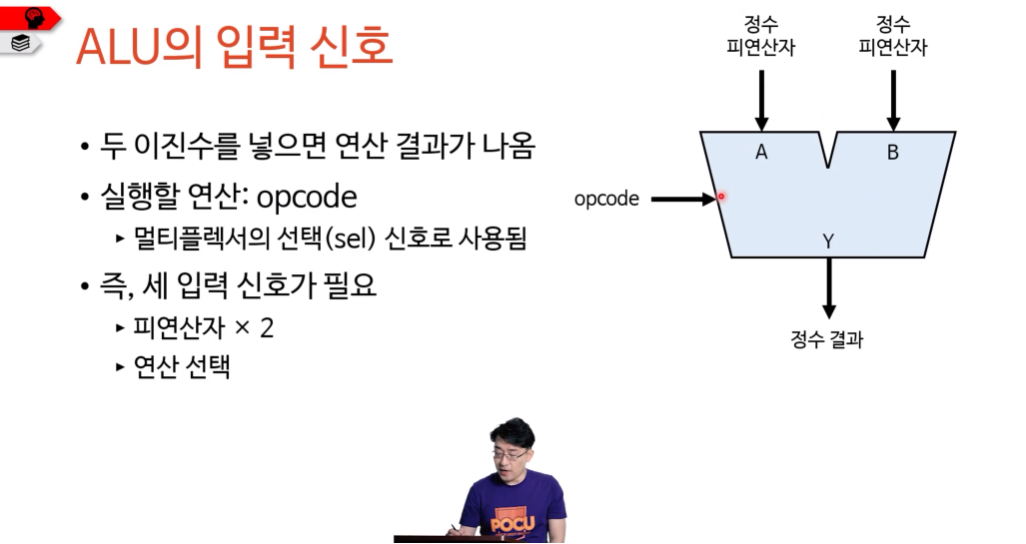 ALU의 입력 신호
• 두 이진수를 넣으면 연산 결과가 나옴
• 실행할 연산: opcode
▸ 멀티플렉서의 선택(sel) 신호로 사용됨
• 즉, 세 입력 신호가 필요
▸ 피연산자 × 2
▸ 연산 선택
정수
피연산자
정수
피연산자
A
B
opcode
Y
정수 결과
POCU